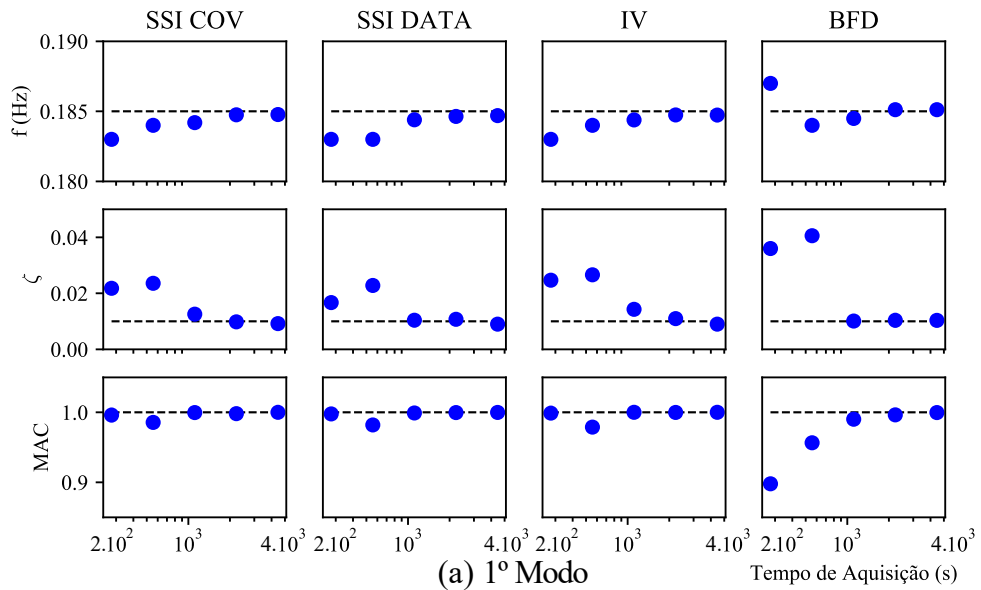 SSI COV SSI DATA IV BFD
0.190
0.185
0.180
f (Hz)
0.04
0.02
0.00
ζ
1.0
0.9
MAC
2.10² 10³ 4.10³ 2.10² 10³ 4.10³ 2.10² 10³ 4.10³ 2.10² 10³ 4.10³
(a) 1º Modo
Tempo de Aquisição (s)